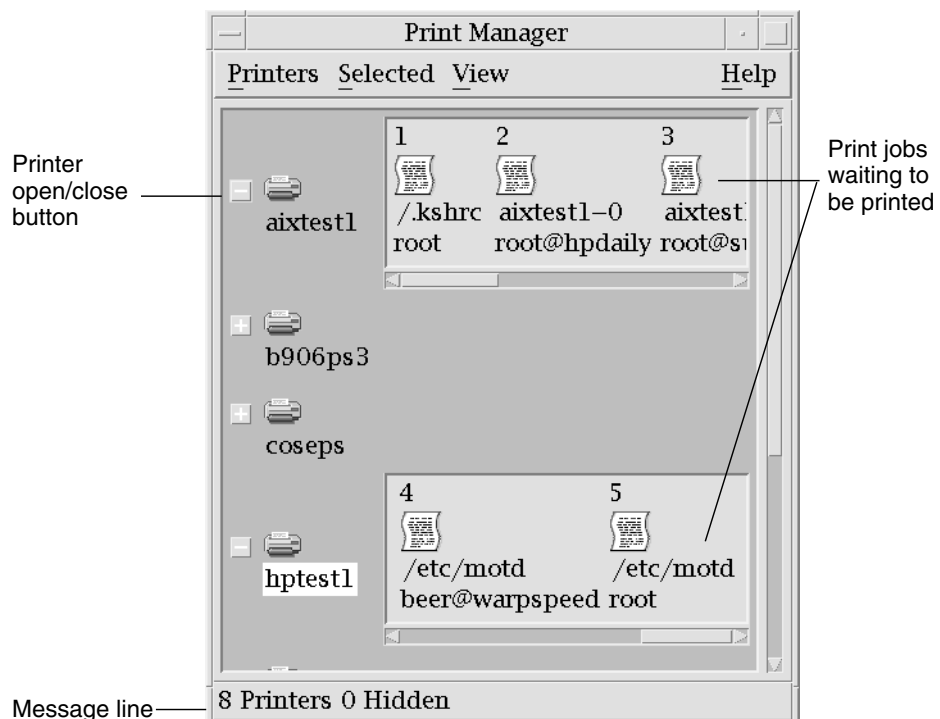 Print Manager
Printers Selected View Help
Printer
open/close
button
aixtest1
1 2 3
/.kshrc aixtest1-0
root root@hpdaily
b906ps3
coseps
hptest1
4 5
/etc/motd /etc/motd
beer@warpspeed root
Print jobs
waiting to
be printed
Message line
8 Printers 0 Hidden